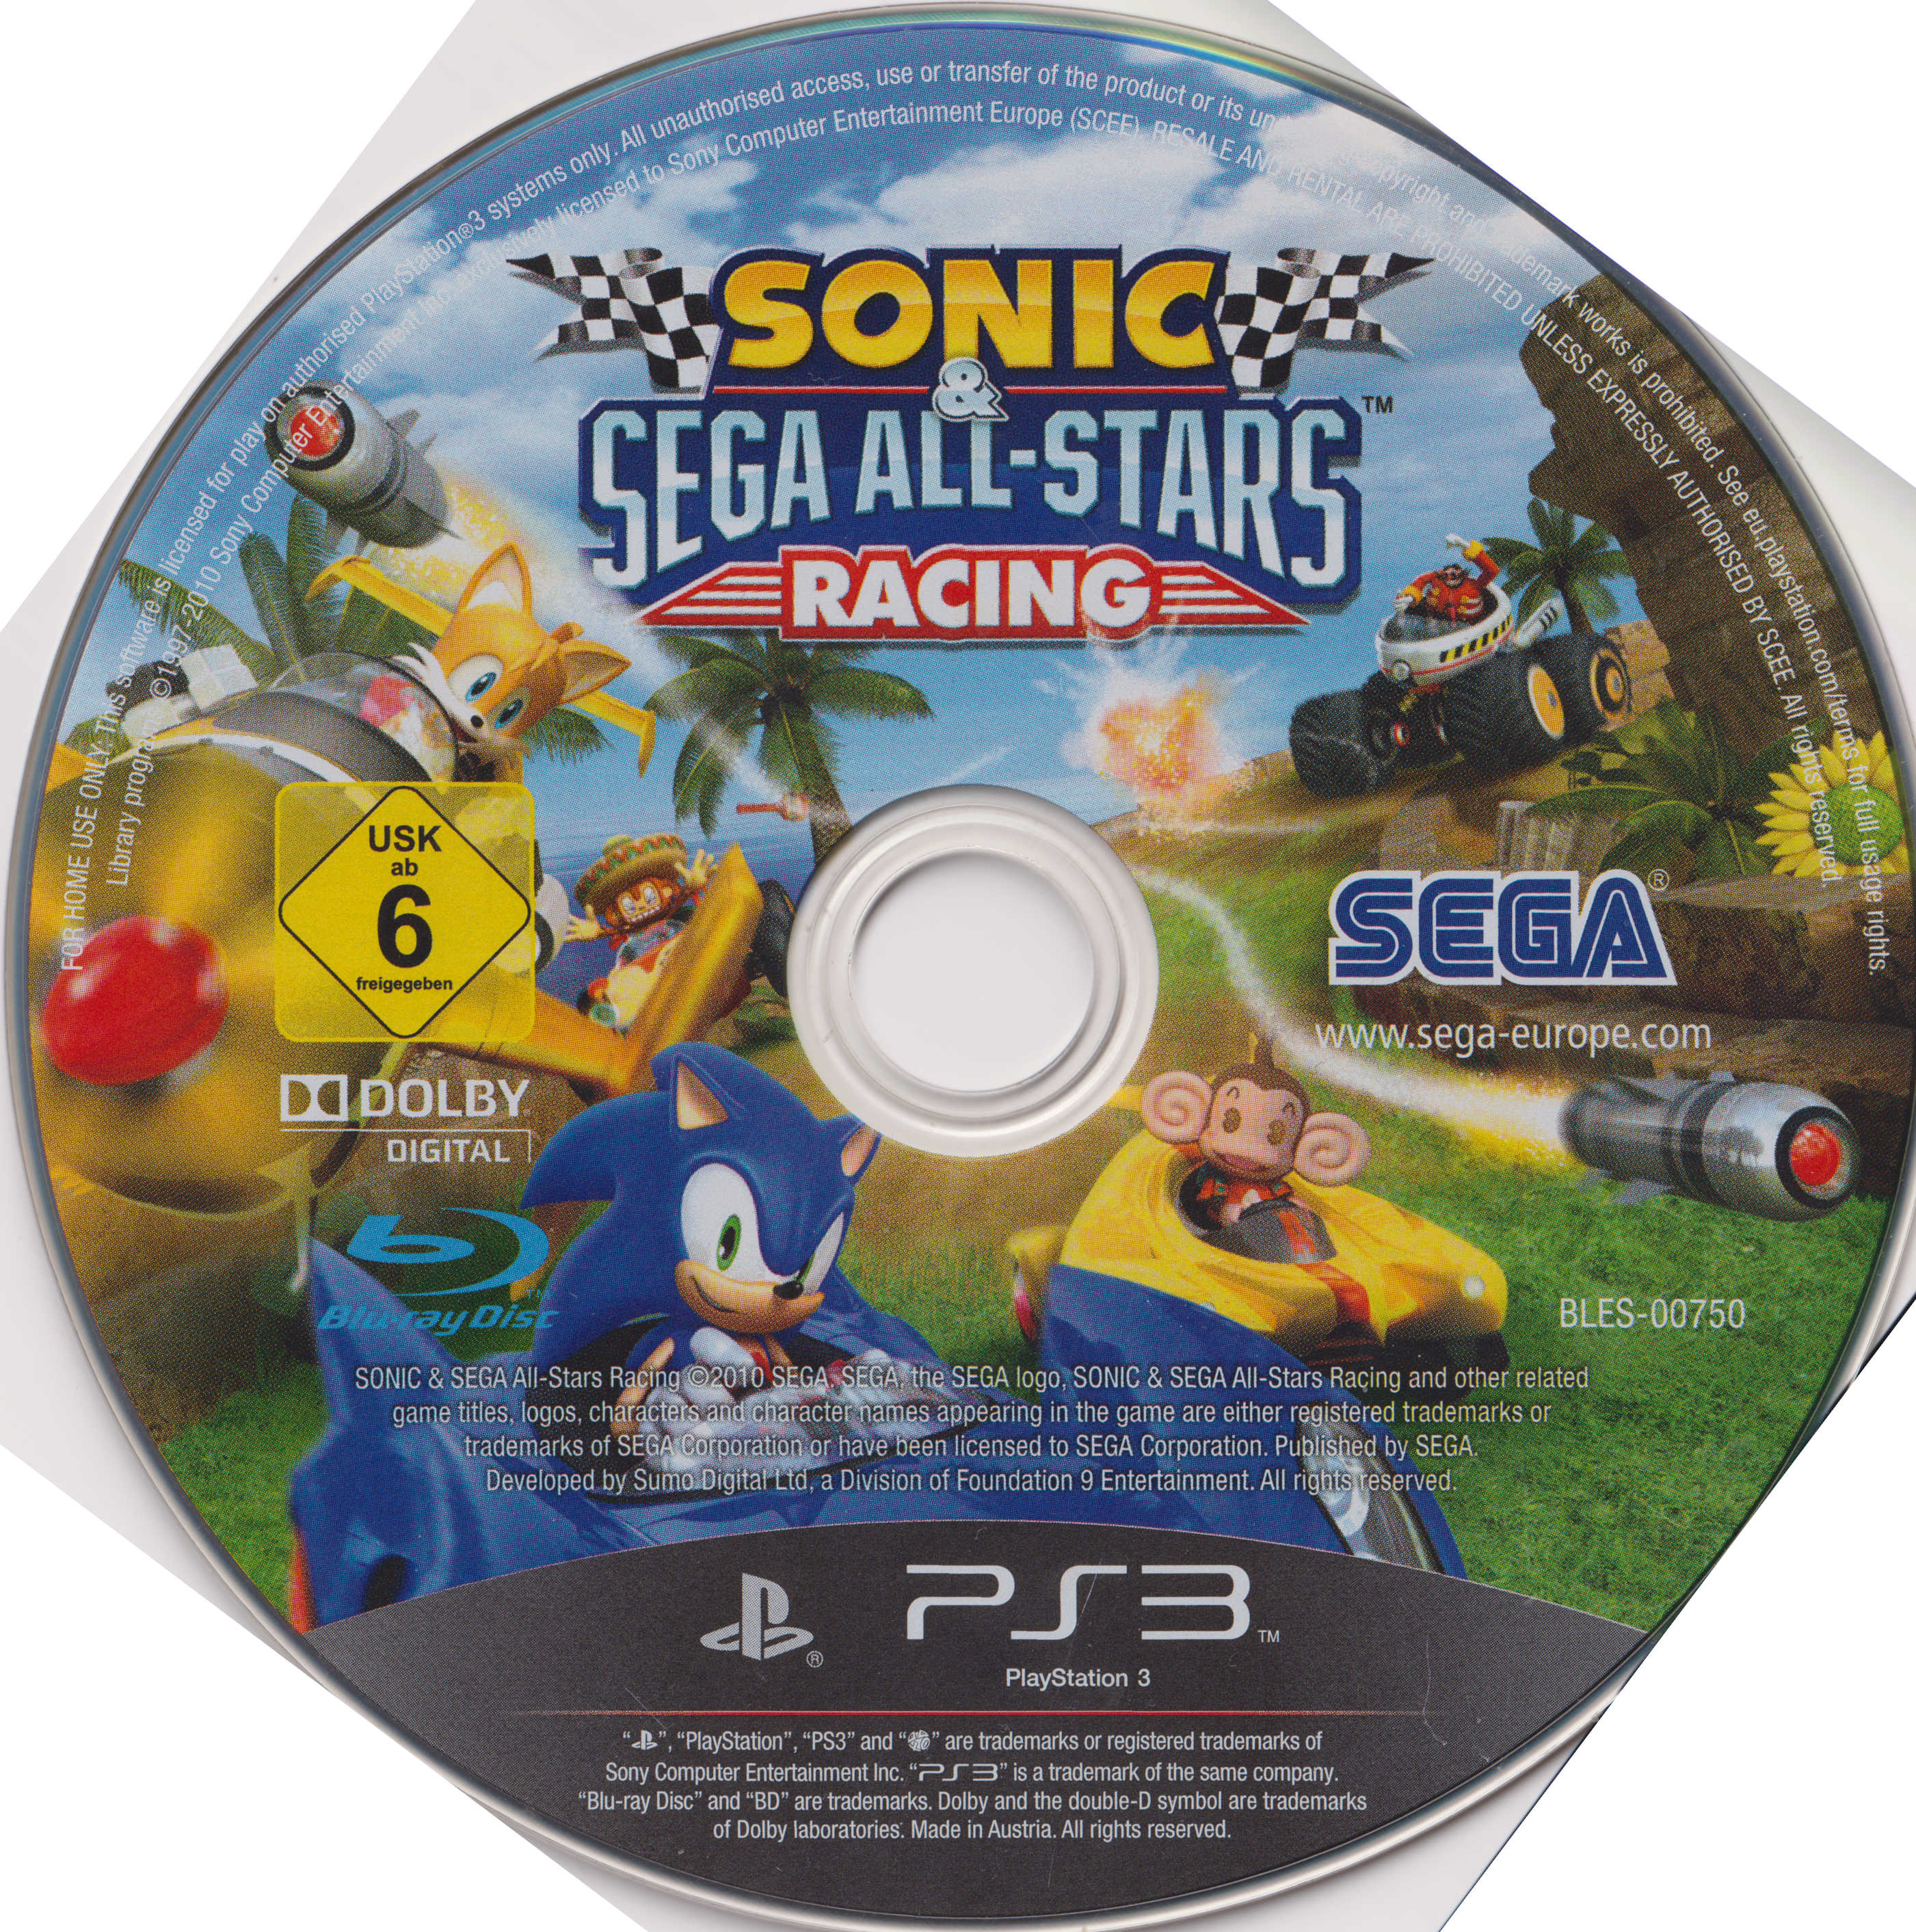 FOR HOME USE ONLY. This software is licensed for play on authorised PlayStation®3 systems only. All unauthorised access, use or transfer of the product or its un copyright and trademark works is prohibited. See eu.playstation.com/terms for full usage rights.
Library programs ©1997-2010 Sony Computer Entertainment Inc. exclusively licensed to Sony Computer Entertainment Europe (SCEE). RESALE AND RENTAL ARE PROHIBITED UNLESS EXPRESSLY AUTHORISED BY SCEE. All rights reserved.
SONIC
&
SEGA ALL-STARS™
RACING
USK
ab
6
freigegeben
SEGA®
www.sega-europe.com
DOLBY
DIGITAL
Blu-ray Disc™
BLES-00750
SONIC & SEGA All-Stars Racing ©2010 SEGA. SEGA, the SEGA logo, SONIC & SEGA All-Stars Racing and other related
game titles, logos, characters and character names appearing in the game are either registered trademarks or
trademarks of SEGA Corporation or have been licensed to SEGA Corporation. Published by SEGA.
Developed by Sumo Digital Ltd, a Division of Foundation 9 Entertainment. All rights reserved.
® PS3™
PlayStation 3
“ ”, “PlayStation”, “PS3” and “ ” are trademarks or registered trademarks of
Sony Computer Entertainment Inc. “PS3” is a trademark of the same company.
“Blu-ray Disc” and “BD” are trademarks. Dolby and the double-D symbol are trademarks
of Dolby laboratories. Made in Austria. All rights reserved.